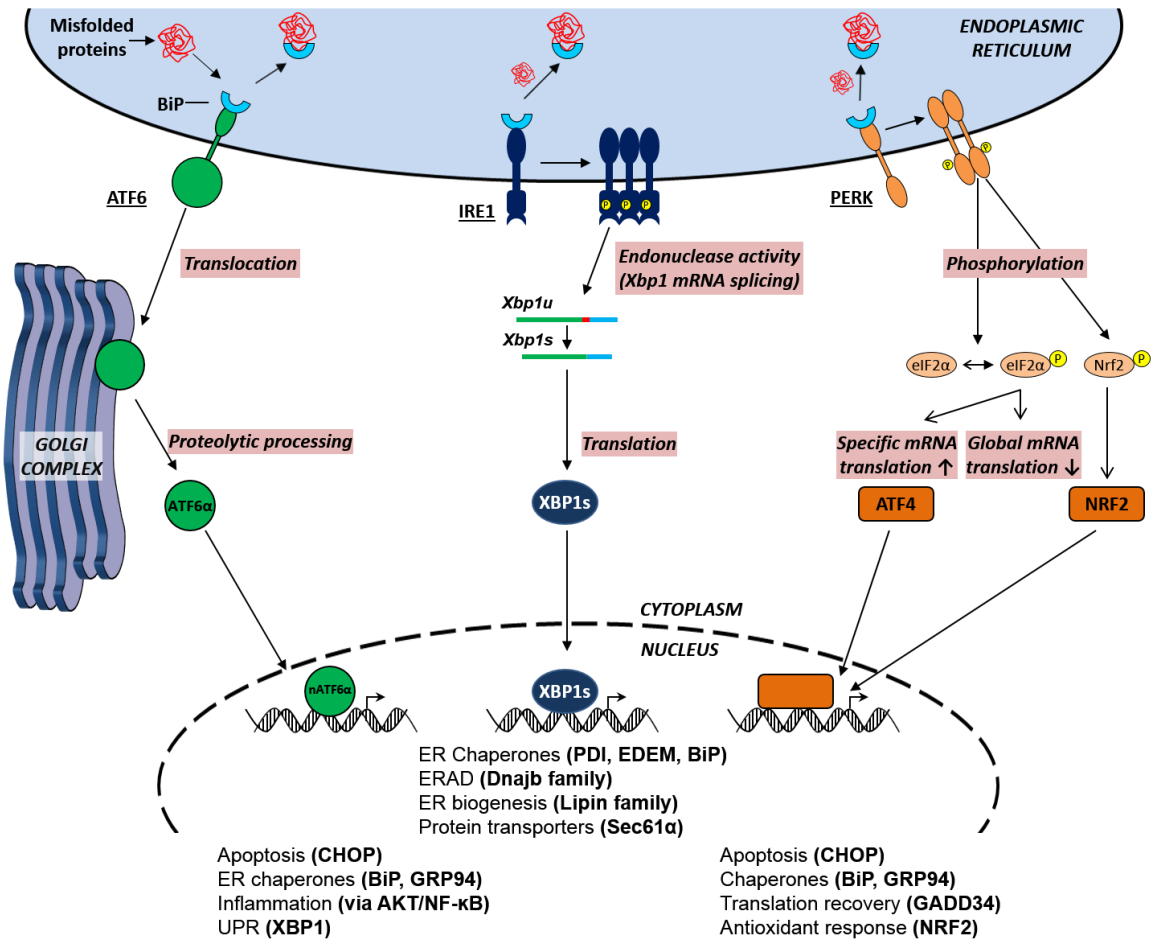 Misfolded
proteins
BiP
ENDOPLASMIC
RETICULUM
ATF6
IRE1
PERK
P
P
P
P
P
Translocation
Endonuclease activity
(Xbp1 mRNA splicing)
Phosphorylation
Xbp1u
Xbp1s
eIF2α
eIF2α
P
Nrf2
P
GOLGI
COMPLEX
Proteolytic processing
Translation
Specific mRNA
translation ↑
Global mRNA
translation ↓
ATF6α
XBP1s
ATF4
NRF2
CYTOPLASM
NUCLEUS
nATF6α
XBP1s
ER Chaperones (PDI, EDEM, BiP)
ERAD (Dnajb family)
ER biogenesis (Lipin family)
Protein transporters (Sec61α)
Apoptosis (CHOP)
ER chaperones (BiP, GRP94)
Inflammation (via AKT/NF-κB)
UPR (XBP1)
Apoptosis (CHOP)
Chaperones (BiP, GRP94)
Translation recovery (GADD34)
Antioxidant response (NRF2)